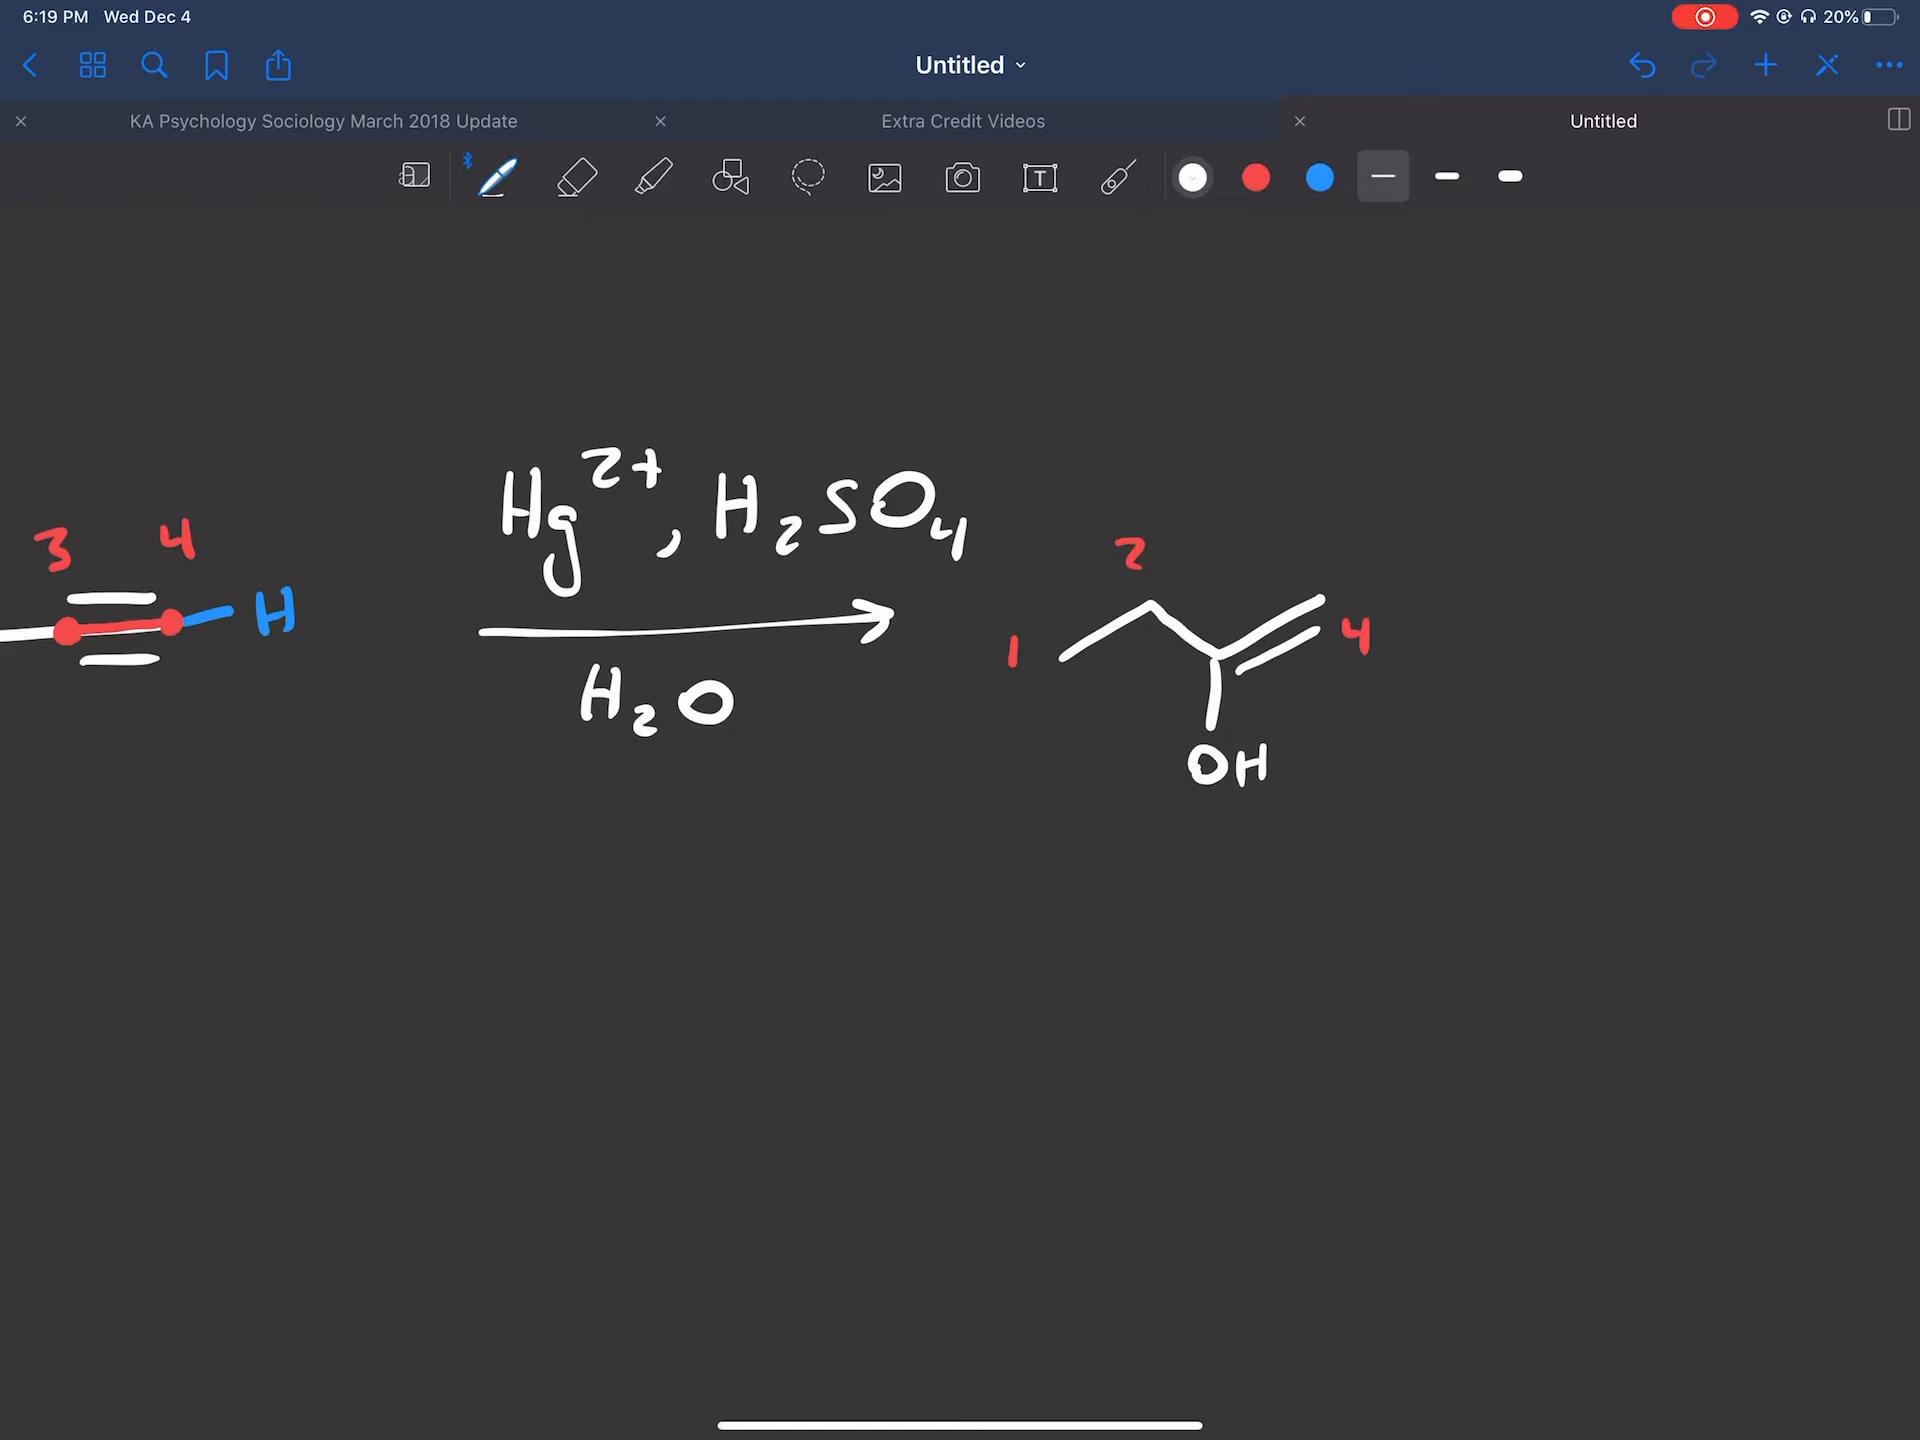 6:19 PM Wed Dec 4
20%
Untitled
KA Psychology Sociology March 2018 Update
Extra Credit Videos
Untitled
T
Hg²⁺, H₂SO₄
3 4
H
H₂O
2
1
4
OH